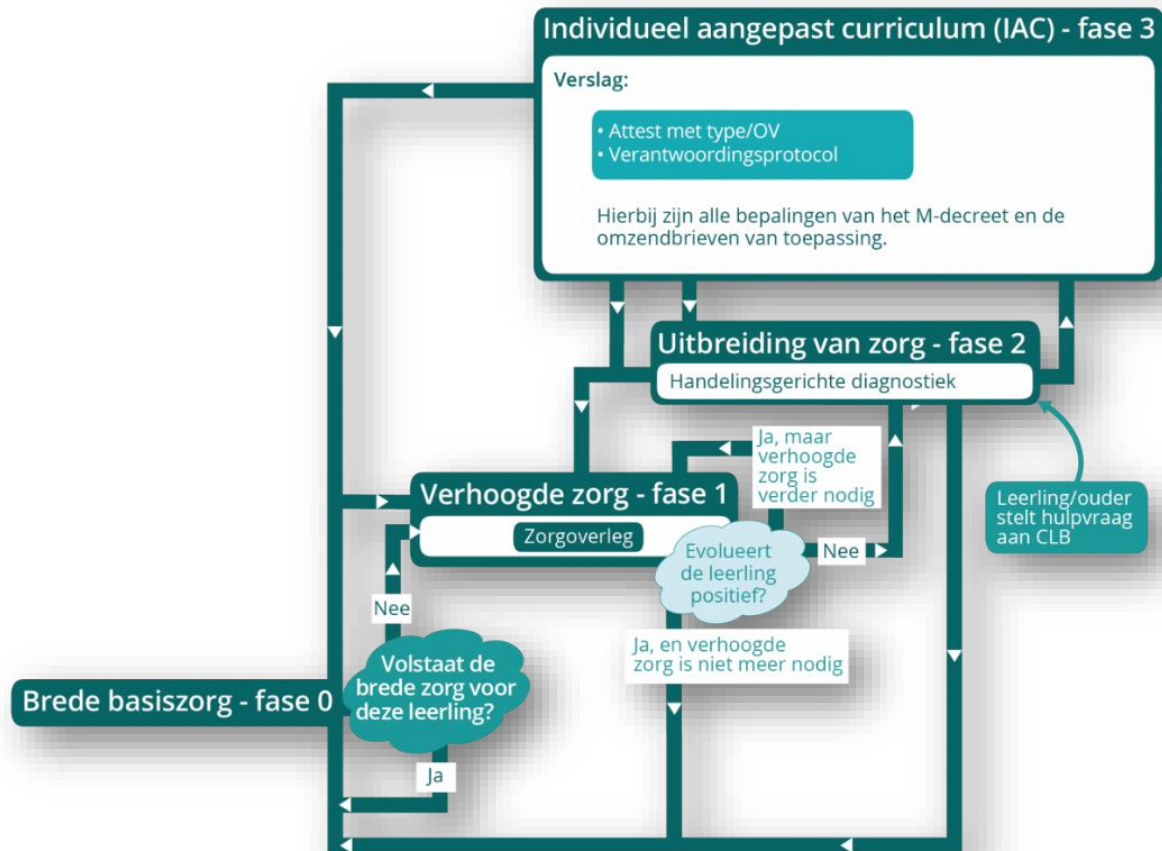 Individueel aangepast curriculum (IAC) - fase 3
Verslag:
• Attest met type/OV
• Verantwoordingsprotocol
Hierbij zijn alle bepalingen van het M-decreet en de
omzendbrieven van toepassing.
Uitbreiding van zorg - fase 2
Handelingsgerichte diagnostiek
Ja, maar
verhoogde
zorg is
verder nodig
Leerling/ouder
stelt hulpvraag
aan CLB
Verhoogde zorg - fase 1
Zorgoverleg
Evolueert
de leerling
positief?
Nee
Nee
Ja, en verhoogde
zorg is niet meer nodig
Volstaat de
brede zorg voor
deze leerling?
Brede basiszorg - fase 0
Ja